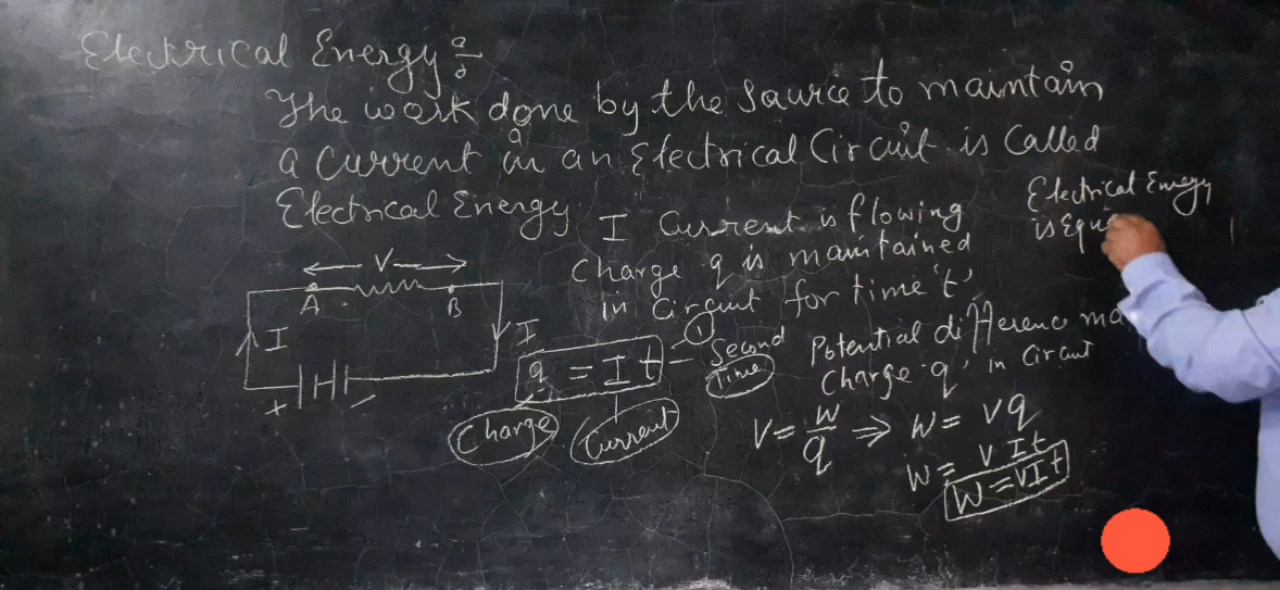 Electrical Energy :-
The work done by the source to maintain
a current in an Electrical Circuit is Called
Electrical Energy.
I Current is flowing
Charge q is maintained
in circuit for time 't'
V
A B
I I
+ -
q = I t - Second
1
Time
Charge Current
Potential difference ma
Charge 'q' in circuit
V = W/q ⇒ W = Vq
W = V I t
W = VIt
Electrical Energy
is Equ